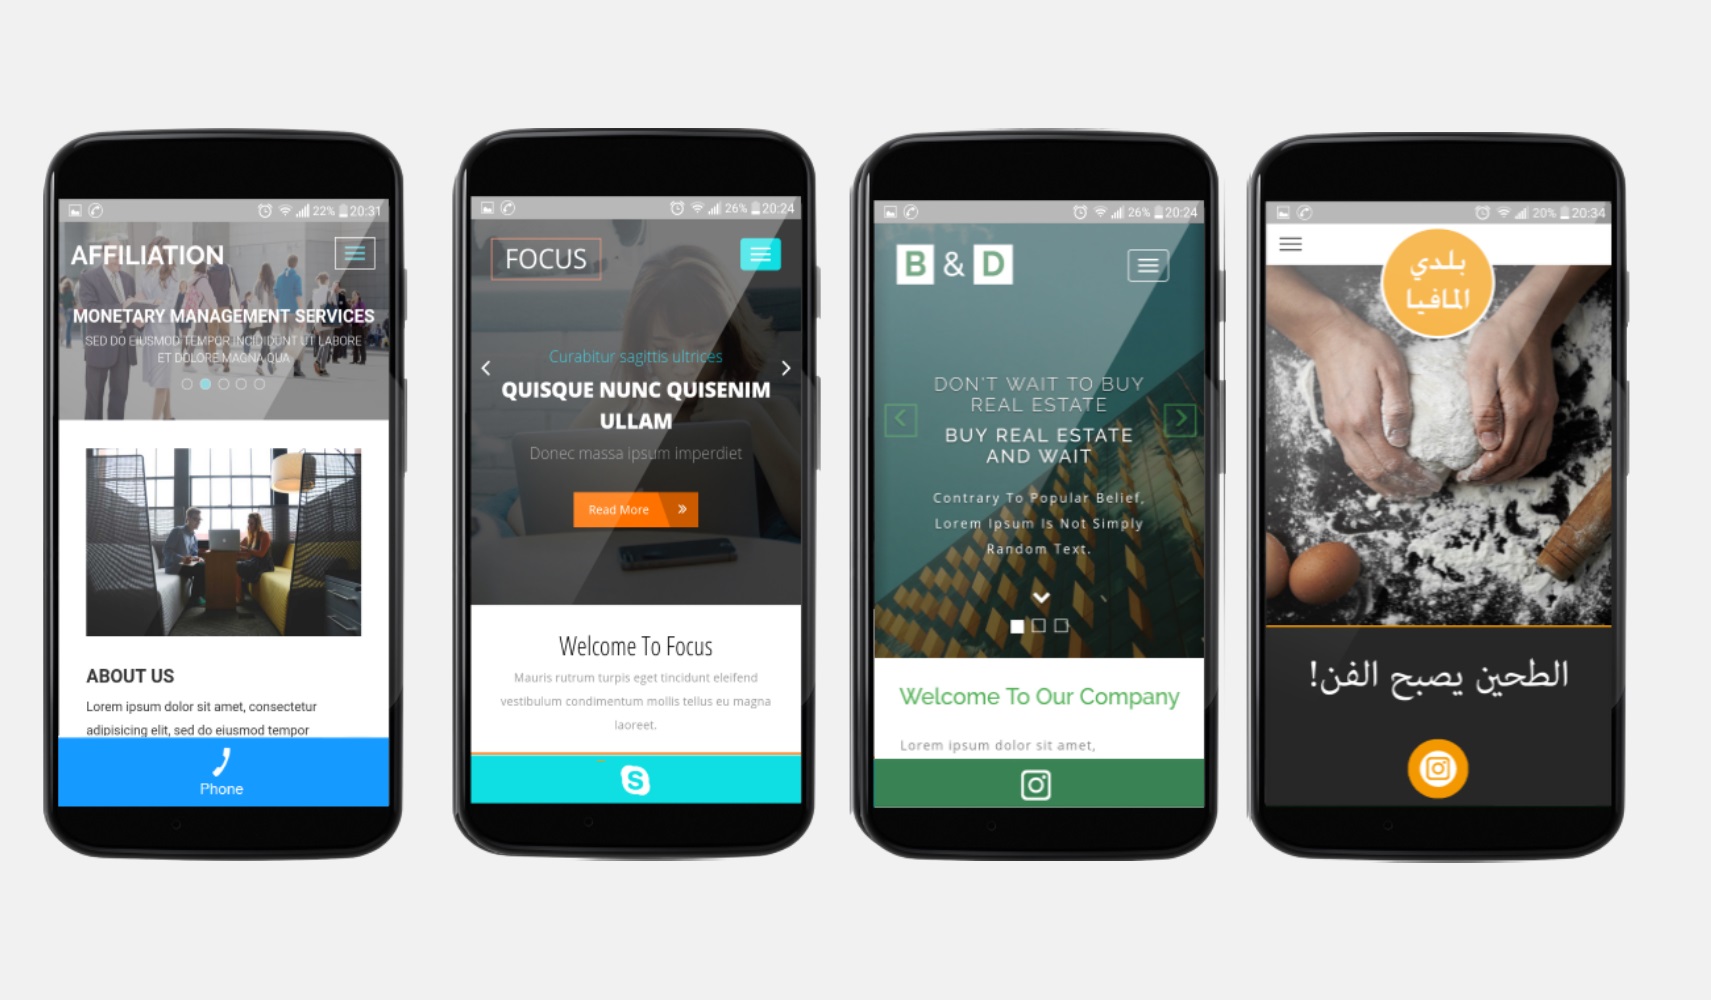 22% 20:31
AFFILIATION
MONETARY MANAGEMENT SERVICES
SED DO EIUSMOD TEMPOR INCIDIDUNT UT LABORE
ET DOLORE MAGNA QUA
ABOUT US
Lorem ipsum dolor sit amet, consectetur
adipisicing elit, sed do eiusmod tempor
Phone
26% 20:24
FOCUS
Curabitur sagittis ultrices
QUISQUE NUNC QUISENIM
ULLAM
Donec massa ipsum imperdiet
Read More
Welcome To Focus
Mauris rutrum turpis eget tincidunt eleifend
vestibulum condimentum mollis tellus eu magna
laoreet.
26% 20:24
B & D
DON'T WAIT TO BUY
REAL ESTATE
BUY REAL ESTATE
AND WAIT
Contrary To Popular Belief,
Lorem Ipsum Is Not Simply
Random Text.
Welcome To Our Company
Lorem ipsum dolor sit amet,
20% 20:34
بلدي
المافيا
الطحين يصبح الفن!